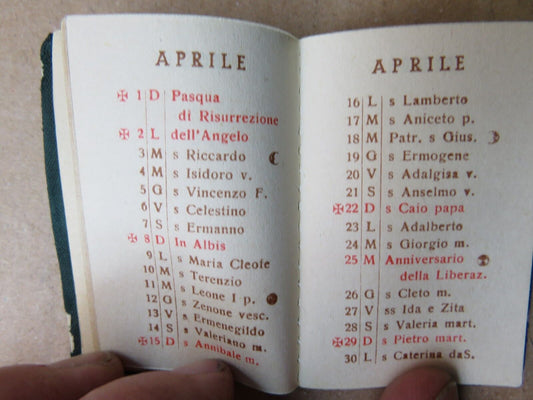 APRILE
✠ 1 D Pasqua
di Risurrezione
✠ 2 L dell'Angelo
3 M s Riccardo
4 M s Isidoro v.
5 G s Vincenzo F.
6 V s Celestino
7 S s Ermanno
✠ 8 D In Albis
9 L s Maria Cleofe
10 M s Terenzio
11 M s Leone I p.
12 G s Zenone vesc.
13 V s Ermenegildo
14 S s Valeriano m.
✠ 15 D s Annibale m.
APRILE
16 L s Lamberto
17 M s Aniceto p.
18 M Patr. s Gius.
19 G s Ermogene
20 V s Adalgisa v.
21 S s Anselmo v.
✠ 22 D s Caio papa
23 L s Adalberto
24 M s Giorgio m.
25 M Anniversario
della Liberaz.
26 G s Cleto m.
27 V ss Ida e Zita
28 S s Valeria mart.
✠ 29 D s Pietro mart.
30 L s Caterina daS.